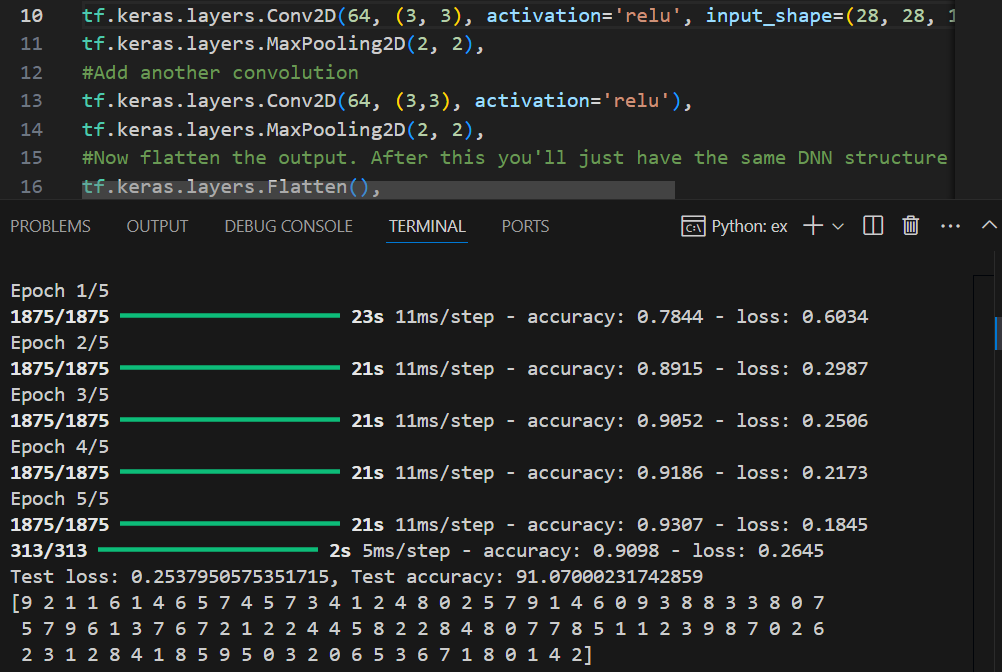 10 tf.keras.layers.Conv2D(64, (3, 3), activation='relu', input_shape=(28, 28, 1
11 tf.keras.layers.MaxPooling2D(2, 2),
12 #Add another convolution
13 tf.keras.layers.Conv2D(64, (3,3), activation='relu'),
14 tf.keras.layers.MaxPooling2D(2, 2),
15 #Now flatten the output. After this you'll just have the same DNN structure
16 tf.keras.layers.Flatten(),
PROBLEMS OUTPUT DEBUG CONSOLE TERMINAL PORTS Python: ex
Epoch 1/5
1875/1875 23s 11ms/step - accuracy: 0.7844 - loss: 0.6034
Epoch 2/5
1875/1875 21s 11ms/step - accuracy: 0.8915 - loss: 0.2987
Epoch 3/5
1875/1875 21s 11ms/step - accuracy: 0.9052 - loss: 0.2506
Epoch 4/5
1875/1875 21s 11ms/step - accuracy: 0.9186 - loss: 0.2173
Epoch 5/5
1875/1875 21s 11ms/step - accuracy: 0.9307 - loss: 0.1845
313/313 2s 5ms/step - accuracy: 0.9098 - loss: 0.2645
Test loss: 0.2537950575351715, Test accuracy: 91.07000231742859
[9 2 1 1 6 1 4 6 5 7 4 5 7 3 4 1 2 4 8 0 2 5 7 9 1 4 6 0 9 3 8 8 3 3 8 0 7
5 7 9 6 1 3 7 6 7 2 1 2 2 4 4 5 8 2 2 8 4 8 0 7 7 8 5 1 1 2 3 9 8 7 0 2 6
2 3 1 2 8 4 1 8 5 9 5 0 3 2 0 6 5 3 6 7 1 8 0 1 4 2]